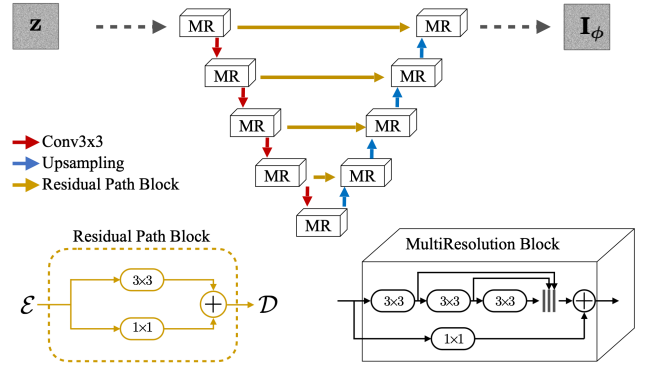 z
MR
MR
I_ϕ
MR
MR
MR
MR
Conv3x3
Upsampling
Residual Path Block
MR
MR
MR
Residual Path Block
MultiResolution Block
3×3
1×1
ℰ
+
𝒟
3×3
3×3
3×3
+
1×1